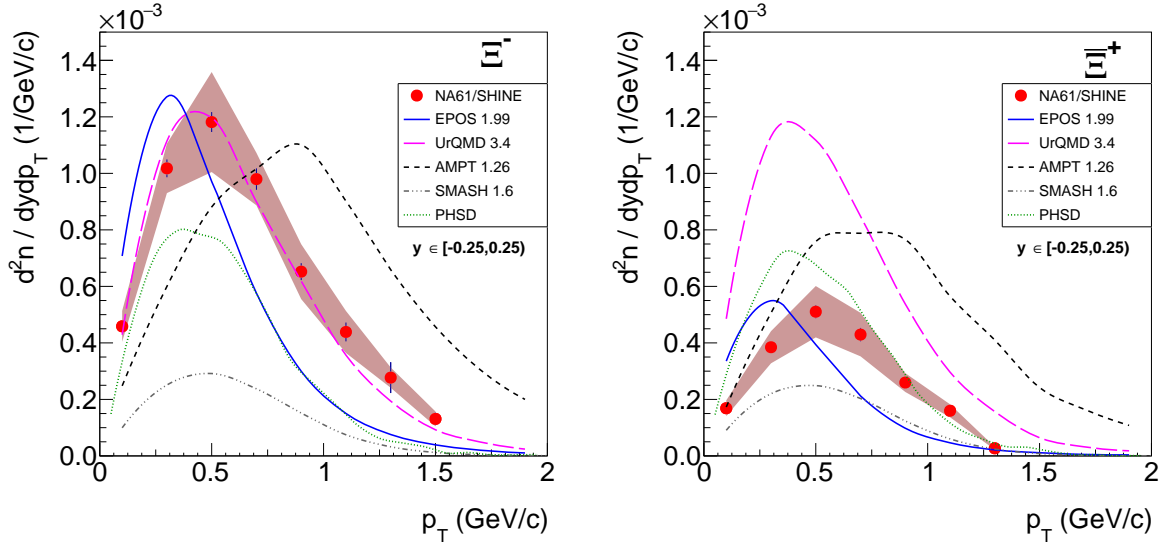 ×10⁻³
Ξ⁻
d²n / dydp_T (1/GeV/c)
1.4
1.2
1.0
0.8
0.6
0.4
0.2
0.0
NA61/SHINE
EPOS 1.99
UrQMD 3.4
AMPT 1.26
SMASH 1.6
PHSD
y ∈ [-0.25,0.25)
0 0.5 1 1.5 2
p_T (GeV/c)
×10⁻³
Ξ̅⁺
d²n / dydp_T (1/GeV/c)
1.4
1.2
1.0
0.8
0.6
0.4
0.2
0.0
NA61/SHINE
EPOS 1.99
UrQMD 3.4
AMPT 1.26
SMASH 1.6
PHSD
y ∈ [-0.25,0.25)
0 0.5 1 1.5 2
p_T (GeV/c)